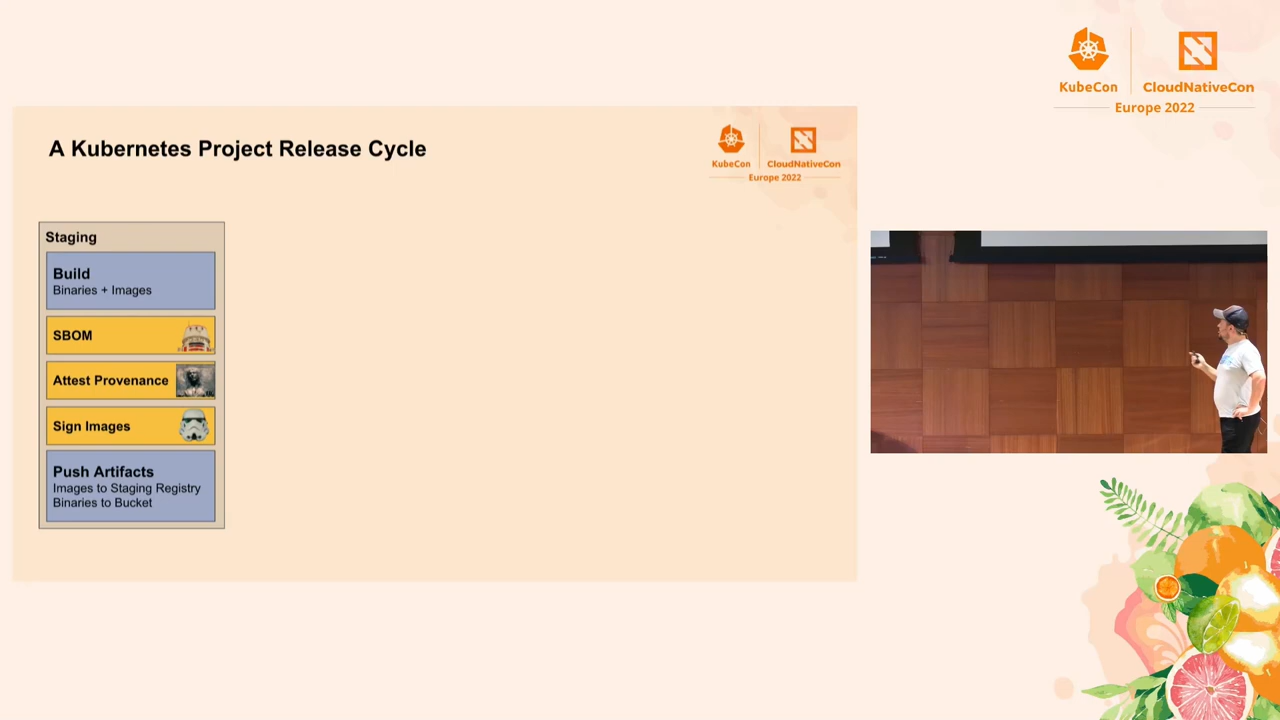 KubeCon
CloudNativeCon
Europe 2022
A Kubernetes Project Release Cycle
KubeCon
CloudNativeCon
Europe 2022
Staging
Build
Binaries + Images
SBOM
Attest Provenance
Sign Images
Push Artifacts
Images to Staging Registry
Binaries to Bucket